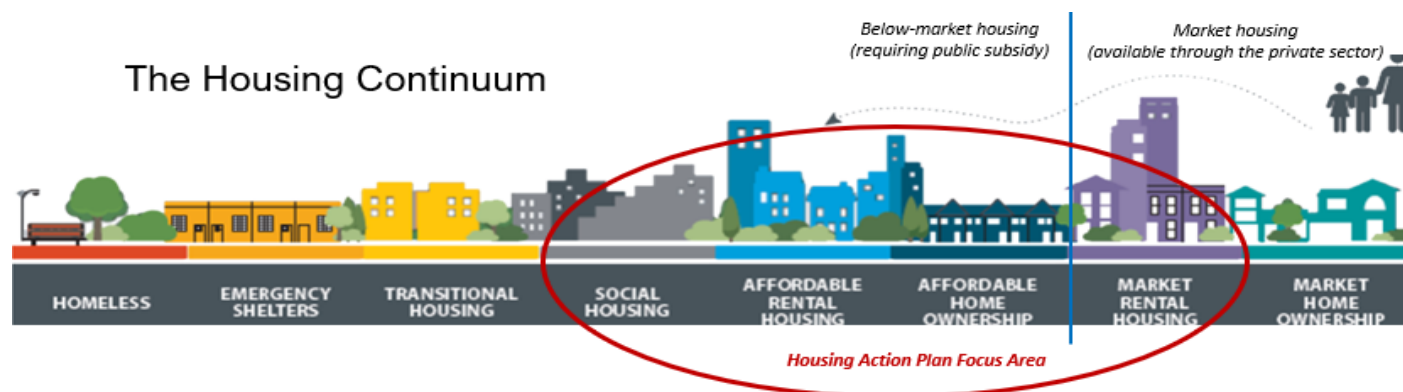 Below-market housing
(requiring public subsidy)
Market housing
(available through the private sector)
The Housing Continuum
HOMELESS
EMERGENCY
SHELTERS
TRANSITIONAL
HOUSING
SOCIAL
HOUSING
AFFORDABLE
RENTAL
HOUSING
AFFORDABLE
HOME
OWNERSHIP
MARKET
RENTAL
HOUSING
MARKET
HOME
OWNERSHIP
Housing Action Plan Focus Area